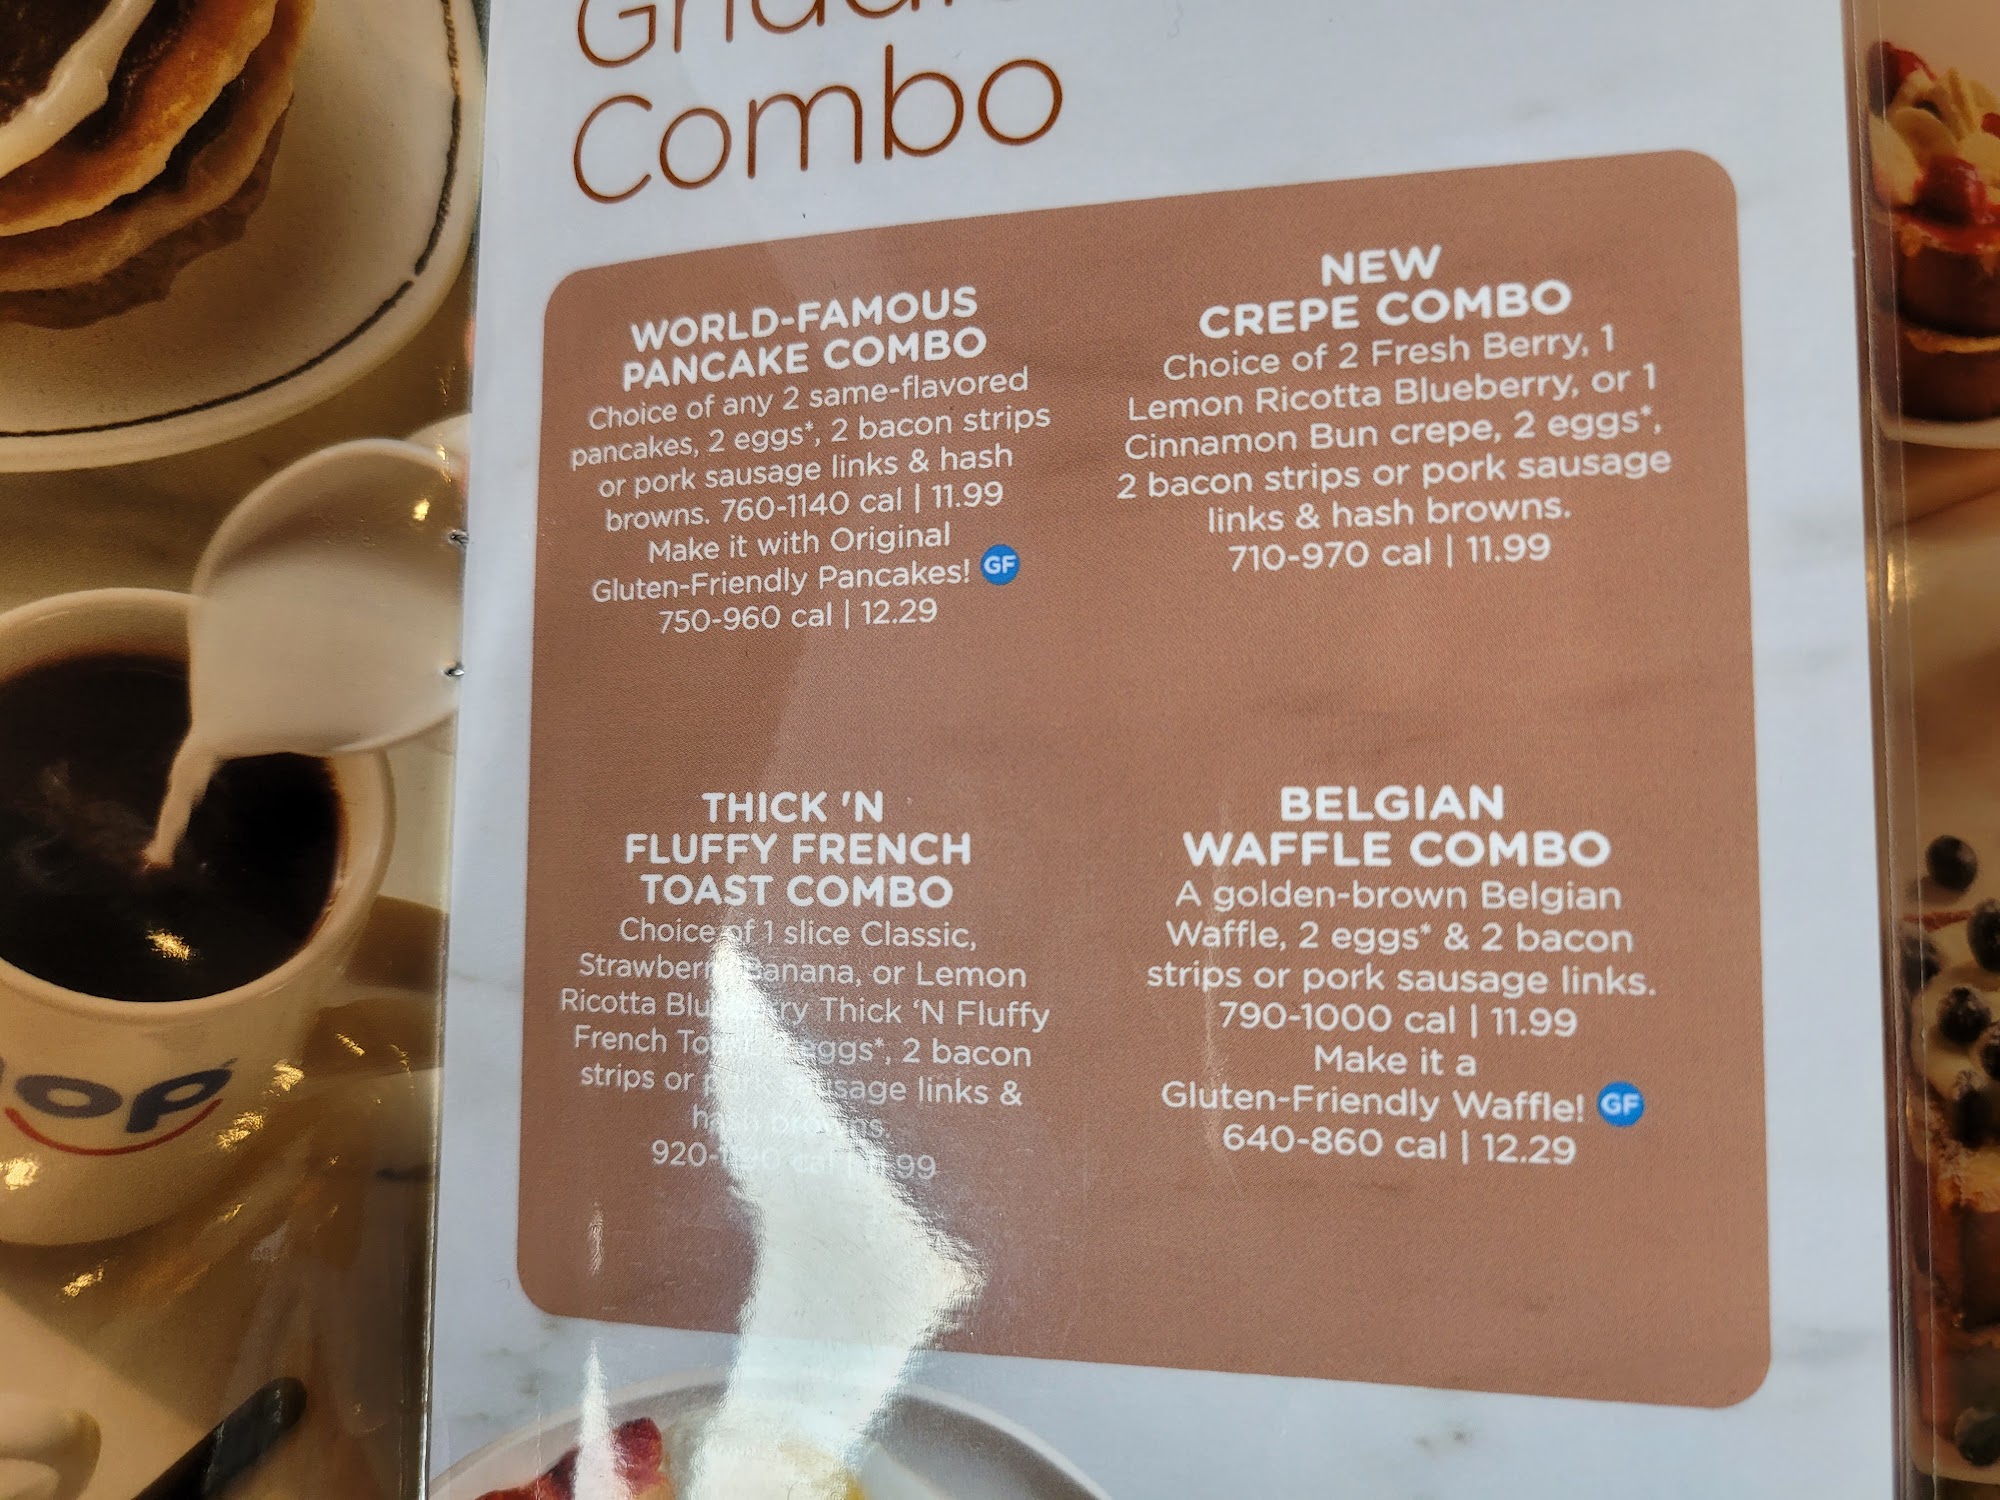 Combo
WORLD-FAMOUS
PANCAKE COMBO
Choice of any 2 same-flavored
pancakes, 2 eggs*, 2 bacon strips
or pork sausage links & hash
browns. 760-1140 cal | 11.99
Make it with Original
Gluten-Friendly Pancakes! GF
750-960 cal | 12.29
NEW
CREPE COMBO
Choice of 2 Fresh Berry, 1
Lemon Ricotta Blueberry, or 1
Cinnamon Bun crepe, 2 eggs*,
2 bacon strips or pork sausage
links & hash browns.
710-970 cal | 11.99
THICK 'N
FLUFFY FRENCH
TOAST COMBO
Choice of 1 slice Classic,
Strawberry Banana, or Lemon
Ricotta Blueberry Thick 'N Fluffy
French eggs*, 2 bacon
strips or pork sausage links &
hash browns.
BELGIAN
WAFFLE COMBO
A golden-brown Belgian
Waffle, 2 eggs* & 2 bacon
strips or pork sausage links.
790-1000 cal | 11.99
Make it a
Gluten-Friendly Waffle! GF
640-860 cal | 12.29